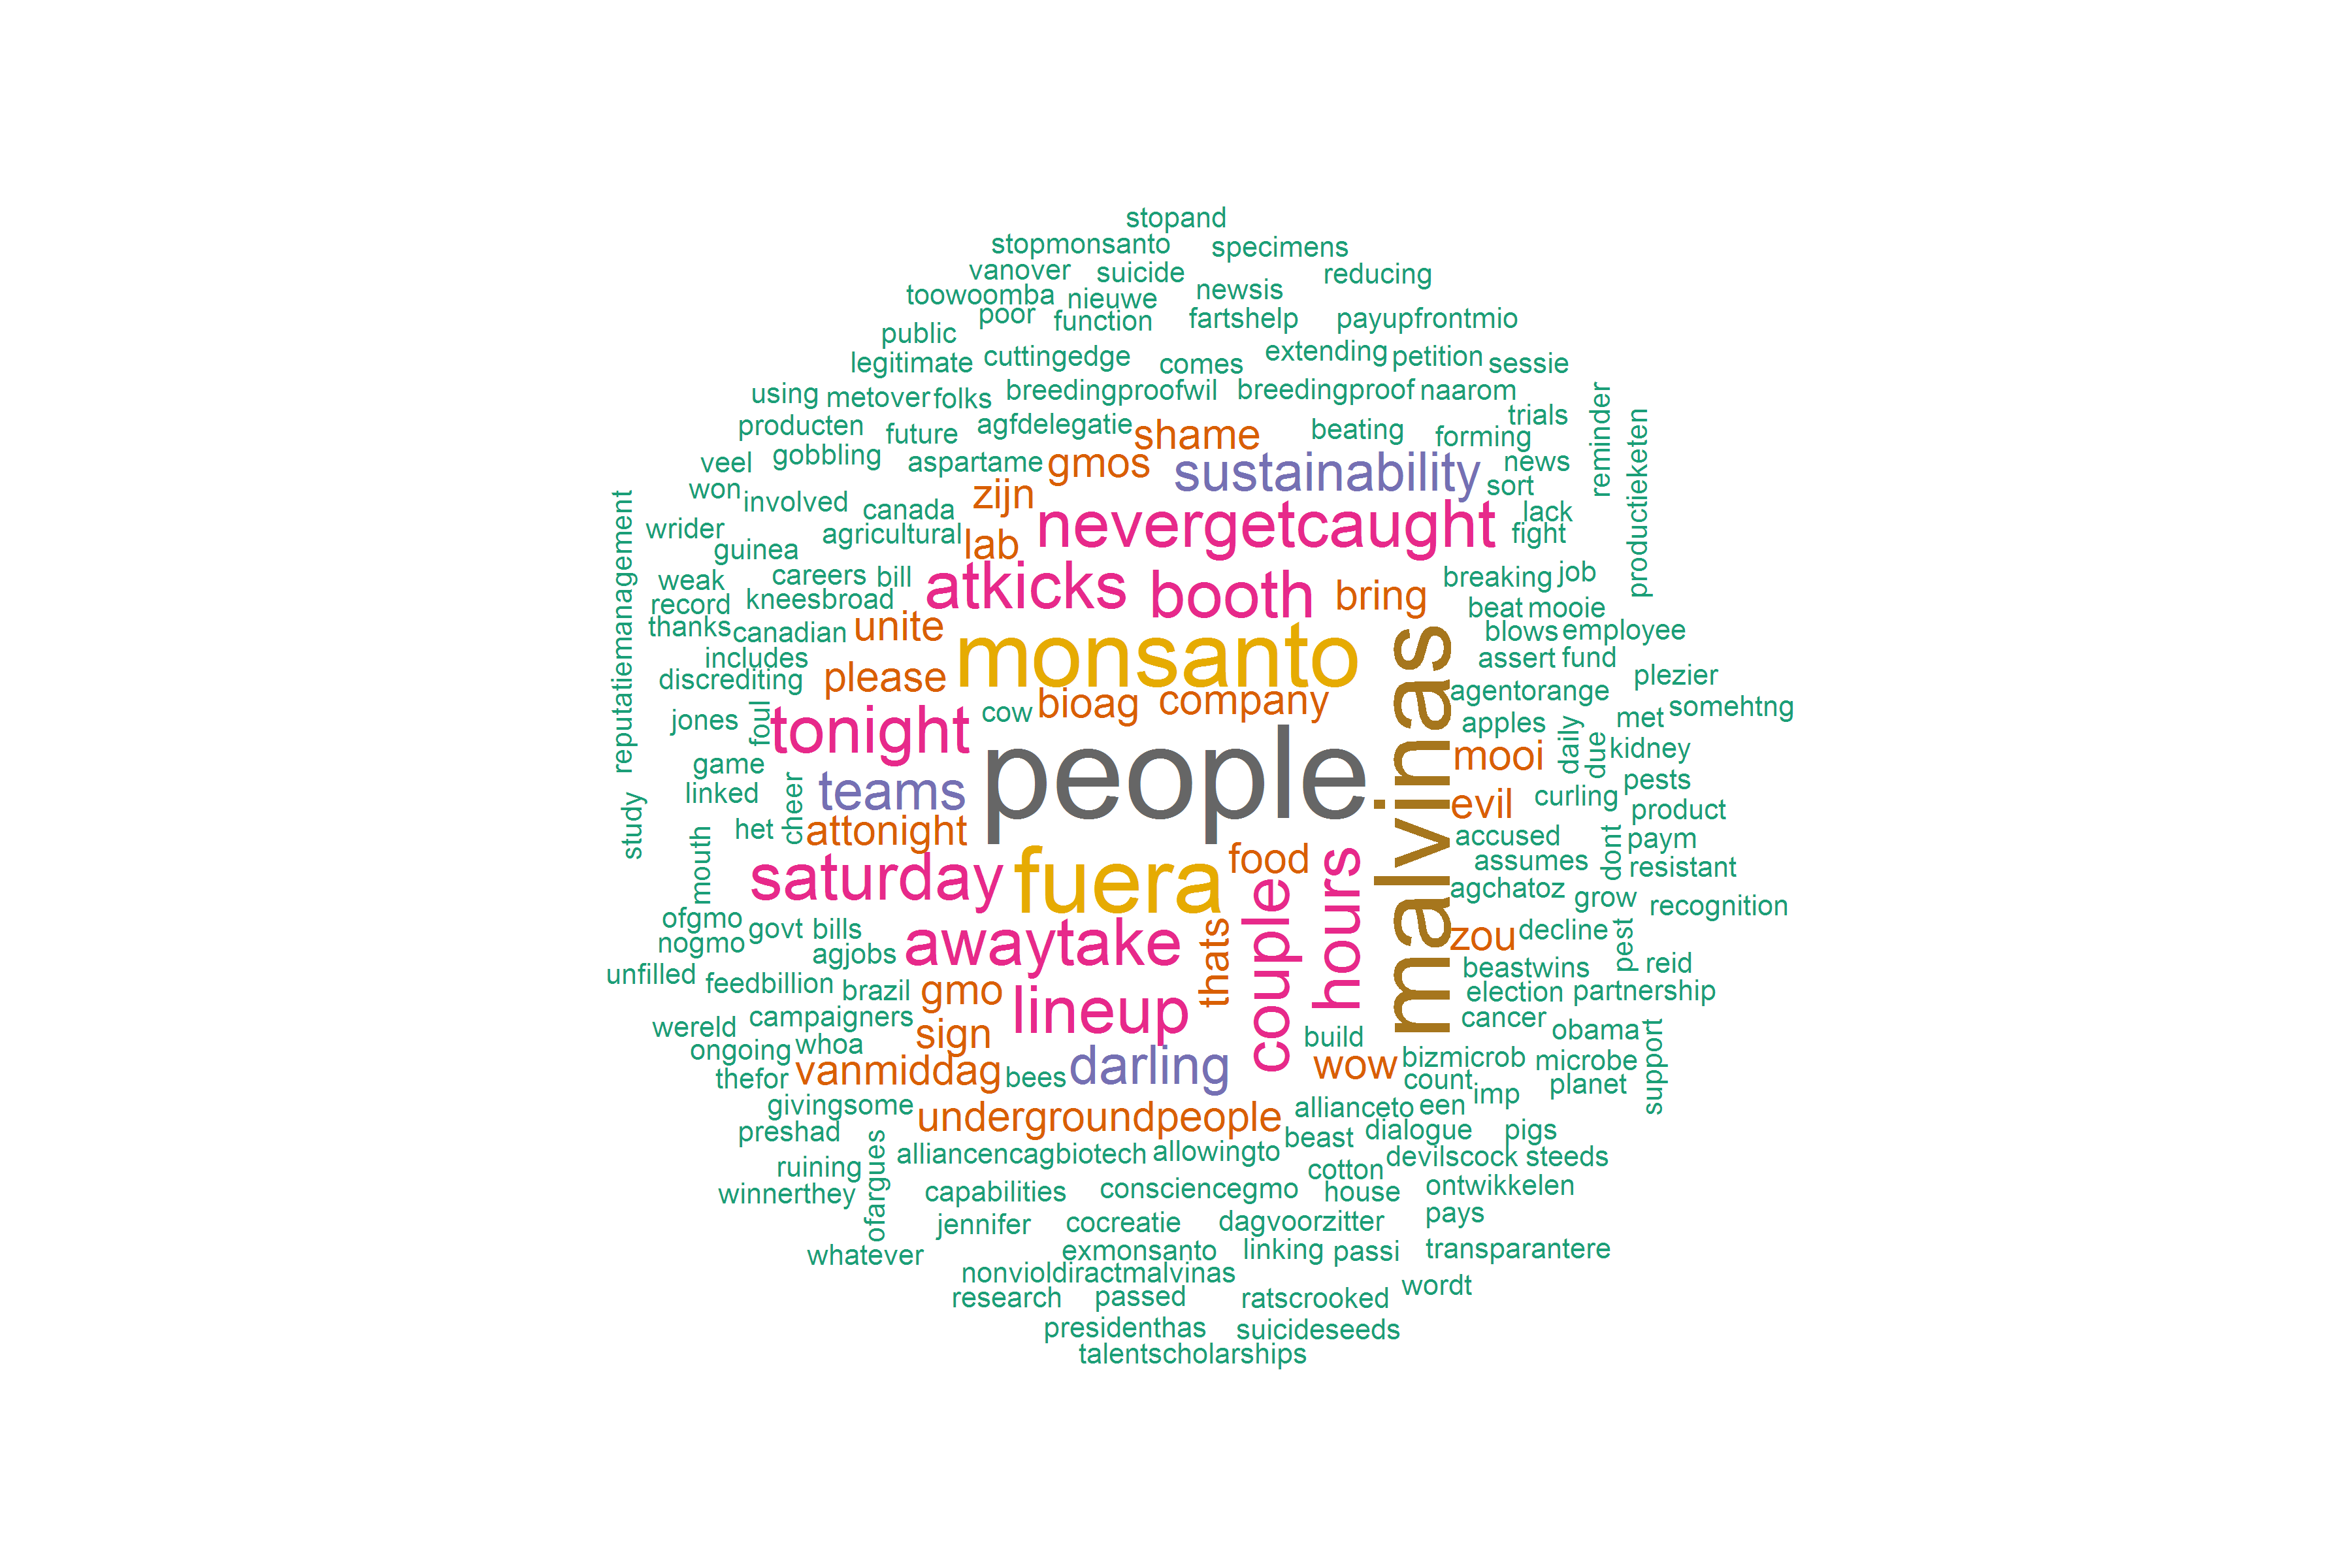 stopand
stopmonsanto specimens
vanover suicide reducing
toowoomba nieuwe newsis
poor function fartshelp payupfrontmio
public
legitimate cuttingedge comes extending petition sessie
using metover folks breedingproofwil breedingproof naarom
producten future agfdelegatie shame beating forming trials reminder
veel gobbling aspartame gmos sustainability news productieketen
won involved canada zijn sort
wrider agricultural nevergetcaught lack
guinea lab fight
weak careers bill atkicks booth bring breaking job
record kneesbroad beat mooie
thanks canadian unite monsanto blows employee
includes assert fund
discrediting please bioag company agentorange plezier
reputatiemanagement
jones foul tonight cow apples met somehtng
malvinas
game people mooi daily due kidney
linked cheer teams evil curling pests
study het attonight accused product
mouth food assumes dont paym
saturday fuera agchatoz resistant
ofgmo couple hours grow recognition
nogmo govt bills awaytake thats zou decline
agjobs pest
unfilled feedbillion brazil gmo beastwins reid
lineup election partnership
wereld campaigners sign cancer
ongoing whoa build obama
thefor vanmiddag bees darling wow bizmicrob microbe support
count imp planet
givingsome undergroundpeople allianceto een
preshad beast dialogue pigs
ruining ofargues alliancencagbiotech allowingto cotton devilscock steeds
winnerthey capabilities consciencegmo house ontwikkelen
jennifer cocreatie dagvoorzitter pays
whatever exmonsanto linking passi transparantere
nonvioldiractmalvinas
research passed ratscrooked wordt
presidenthas suicideseeds
talentscholarships